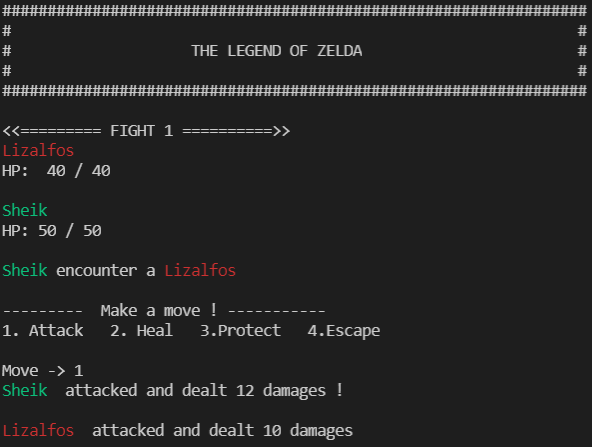 #################################################################
#                                                               #
#                    THE LEGEND OF ZELDA                        #
#                                                               #
#################################################################
<<========= FIGHT 1 ==========>>
Lizalfos
HP:  40 / 40
Sheik
HP: 50 / 50
Sheik encounter a Lizalfos
---------  Make a move ! -----------
1. Attack   2. Heal   3.Protect   4.Escape
Move -> 1
Sheik  attacked and dealt 12 damages !
Lizalfos  attacked and dealt 10 damages